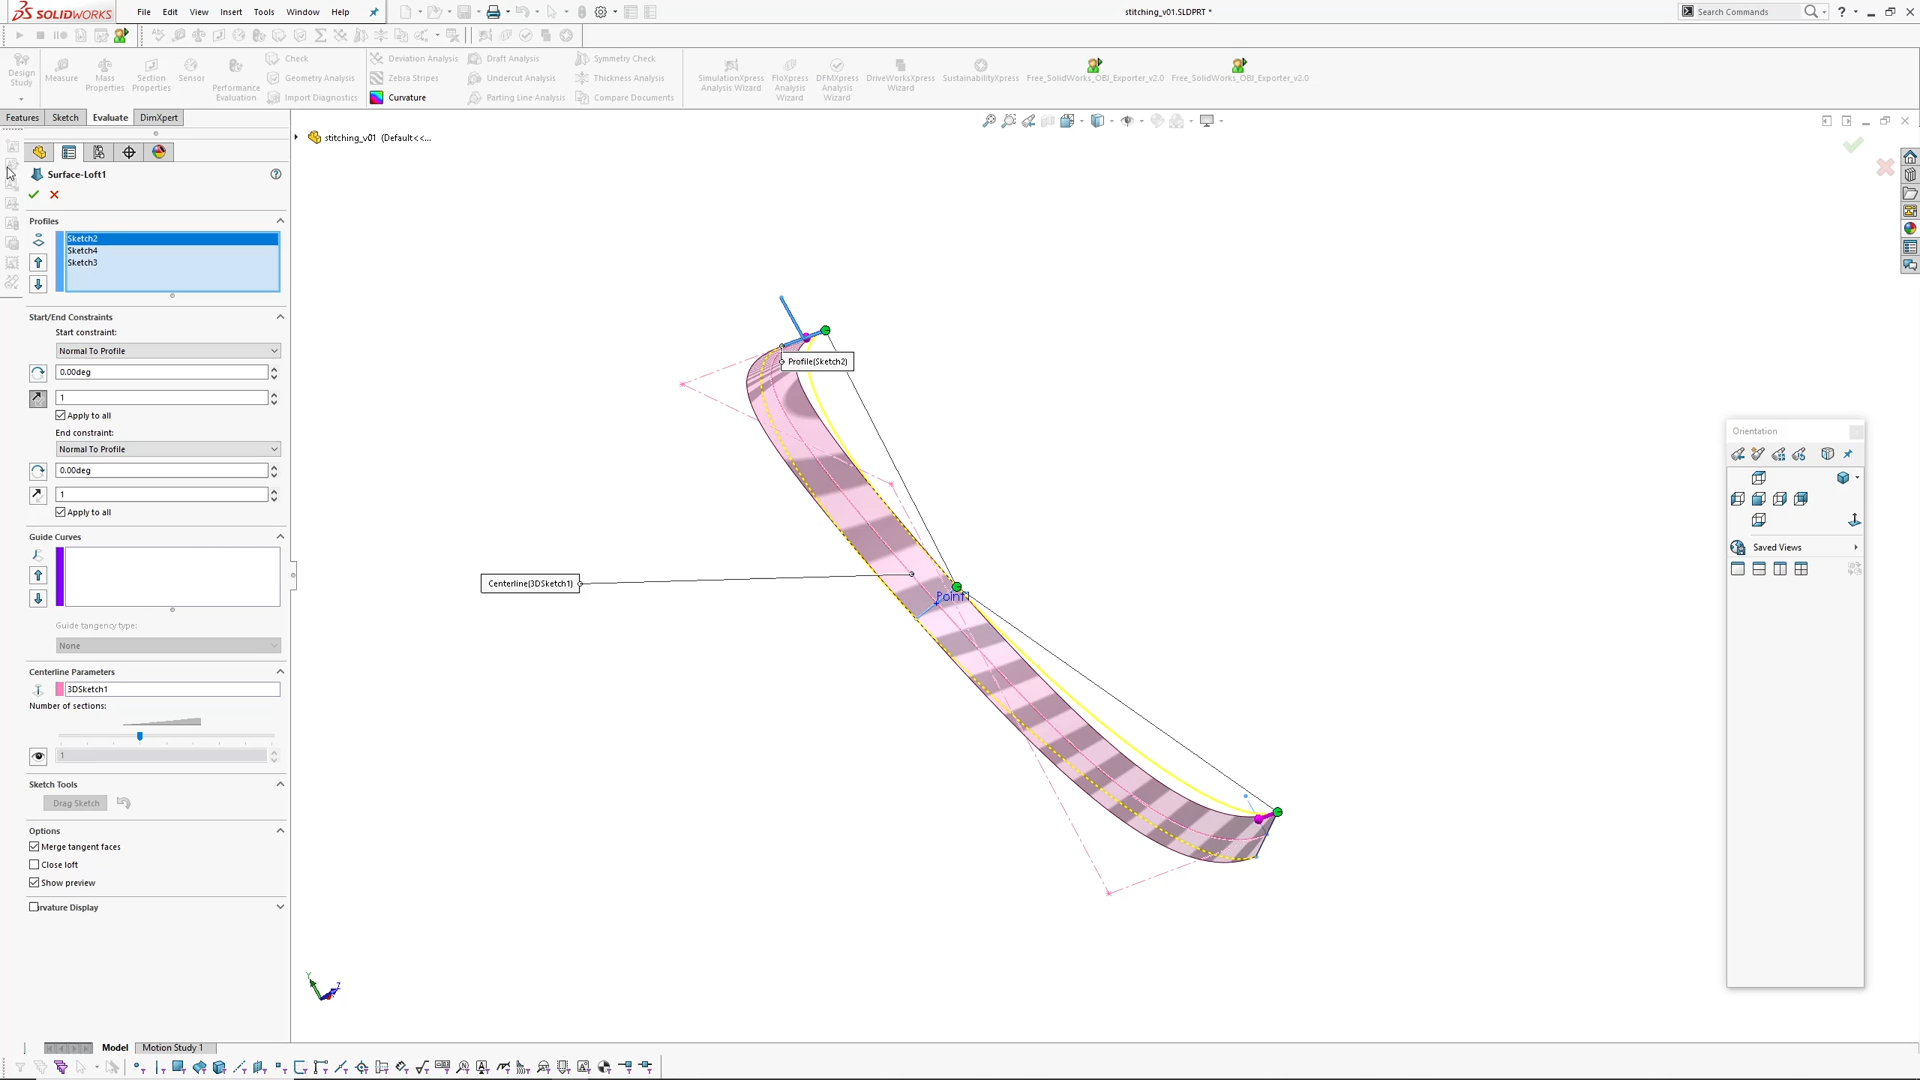 SOLIDWORKS File Edit View Insert Tools Window Help stitching_v01.SLDPRT * Search Commands
Design Study
Measure
Mass Properties
Section Properties
Sensor
Performance Evaluation
Check
Geometry Analysis
Import Diagnostics
Deviation Analysis
Zebra Stripes
Curvature
Draft Analysis
Undercut Analysis
Parting Line Analysis
Symmetry Check
Thickness Analysis
Compare Documents
SimulationXpress Analysis Wizard
FloXpress Analysis Wizard
DFMXpress Analysis Wizard
DriveWorksXpress Wizard
SustainabilityXpress
Free_SolidWorks_OBJ_Exporter_v2.0
Free_SolidWorks_OBJ_Exporter_v2.0
Features Sketch Evaluate DimXpert
stitching_v01 (Default<<...
Surface-Loft1
Profiles
Sketch2
Sketch4
Sketch3
Start/End Constraints
Start constraint:
Normal To Profile
0.00deg
1
Apply to all
End constraint:
Normal To Profile
0.00deg
1
Apply to all
Guide Curves
Guide tangency type:
None
Centerline Parameters
3DSketch1
Number of sections:
1
Sketch Tools
Drag Sketch
Options
Merge tangent faces
Close loft
Show preview
urvature Display
Profile(Sketch2)
Centerline(3DSketch1)
Point1
Orientation
Saved Views
Y
Z
Model Motion Study 1